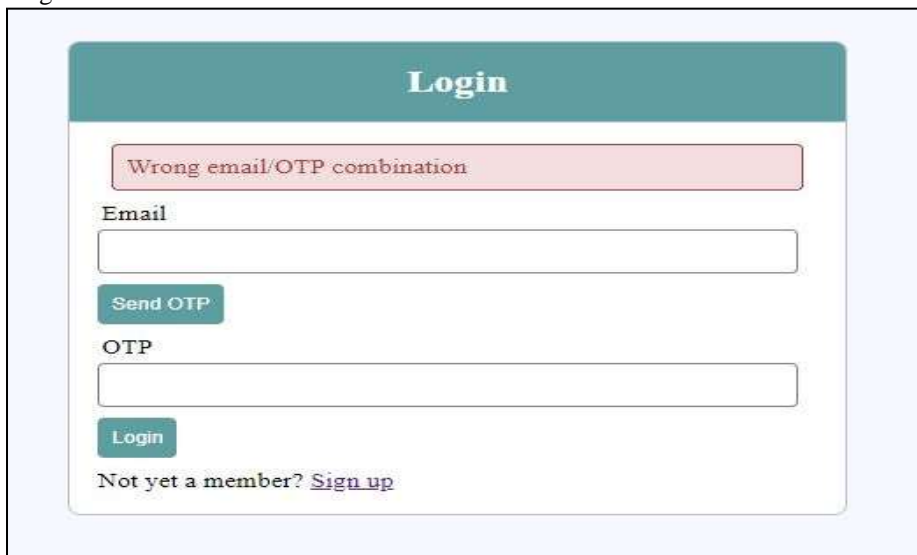 Login
Wrong email/OTP combination
Email
Send OTP
OTP
Login
Not yet a member? Sign up